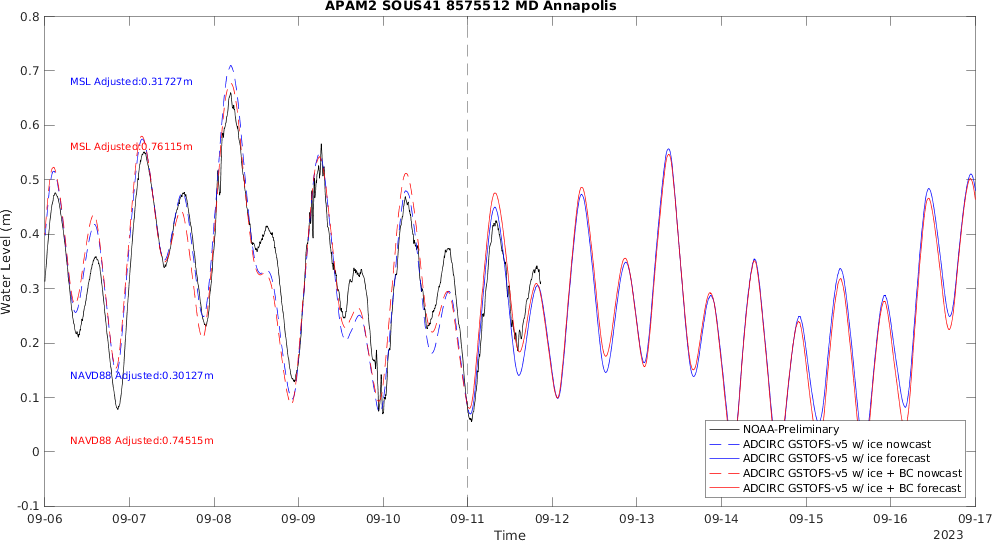 APAM2 SOUS41 8575512 MD Annapolis
0.8
0.7
0.6
0.5
0.4
0.3
0.2
0.1
0
-0.1
Water Level (m)
MSL Adjusted:0.31727m
MSL Adjusted:0.76115m
NAVD88 Adjusted:0.30127m
NAVD88 Adjusted:0.74515m
NOAA-Preliminary
ADCIRC GSTOFS-v5 w/ ice nowcast
ADCIRC GSTOFS-v5 w/ ice forecast
ADCIRC GSTOFS-v5 w/ ice + BC nowcast
ADCIRC GSTOFS-v5 w/ ice + BC forecast
09-06 09-07 09-08 09-09 09-10 09-11 09-12 09-13 09-14 09-15 09-16 09-17
Time
2023